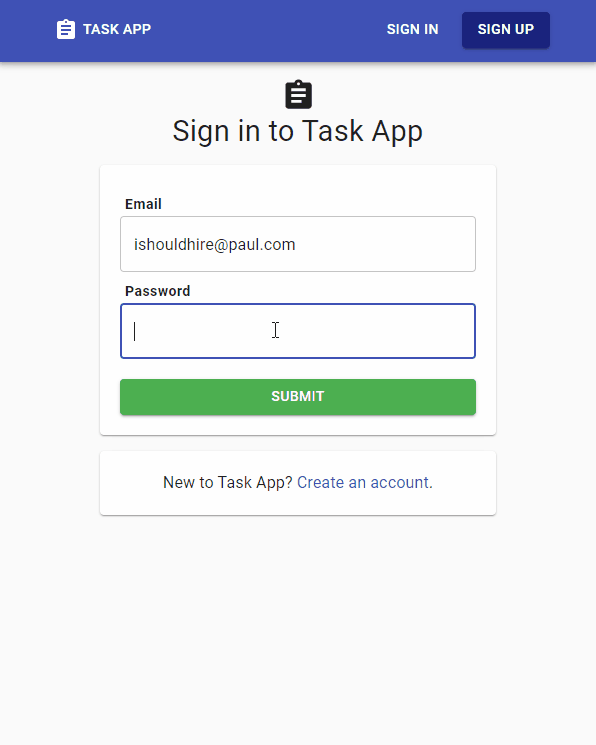 TASK APP SIGN IN SIGN UP
Sign in to Task App
Email
ishouldhire@paul.com
Password
SUBMIT
New to Task App? Create an account.